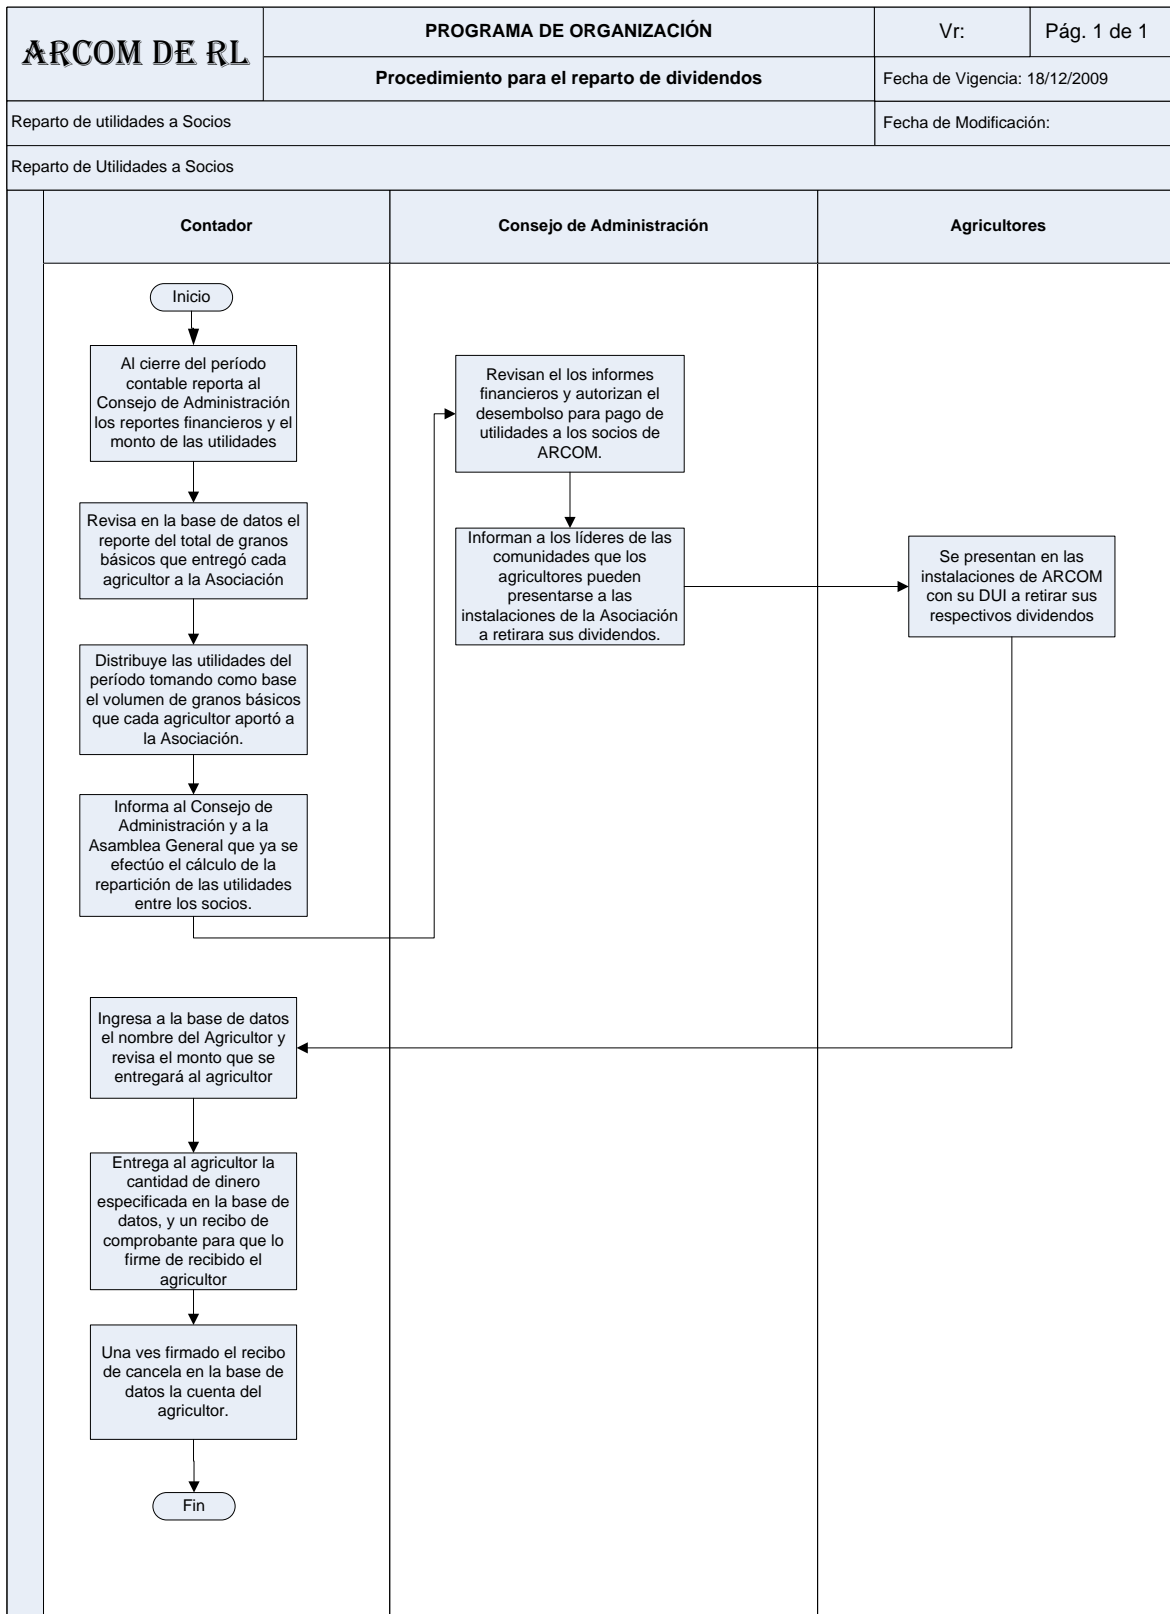 ARCOM DE RL
PROGRAMA DE ORGANIZACIÓN
Vr:
Pág. 1 de 1
Procedimiento para el reparto de dividendos
Fecha de Vigencia: 18/12/2009
Reparto de utilidades a Socios
Fecha de Modificación:
Reparto de Utilidades a Socios
Contador
Consejo de Administración
Agricultores
Inicio
Al cierre del período
contable reporta al
Consejo de Administración
los reportes financieros y el
monto de las utilidades
Revisa en la base de datos el
reporte del total de granos
básicos que entregó cada
agricultor a la Asociación
Distribuye las utilidades del
período tomando como base
el volumen de granos básicos
que cada agricultor aportó a
la Asociación.
Informa al Consejo de
Administración y a la
Asamblea General que ya se
efectúo el cálculo de la
repartición de las utilidades
entre los socios.
Revisan el los informes
financieros y autorizan el
desembolso para pago de
utilidades a los socios de
ARCOM.
Informan a los líderes de las
comunidades que los
agricultores pueden
presentarse a las
instalaciones de la Asociación
a retirara sus dividendos.
Se presentan en las
instalaciones de ARCOM
con su DUI a retirar sus
respectivos dividendos
Ingresa a la base de datos
el nombre del Agricultor y
revisa el monto que se
entregará al agricultor
Entrega al agricultor la
cantidad de dinero
especificada en la base de
datos, y un recibo de
comprobante para que lo
firme de recibido el
agricultor
Una ves firmado el recibo
de cancela en la base de
datos la cuenta del
agricultor.
Fin